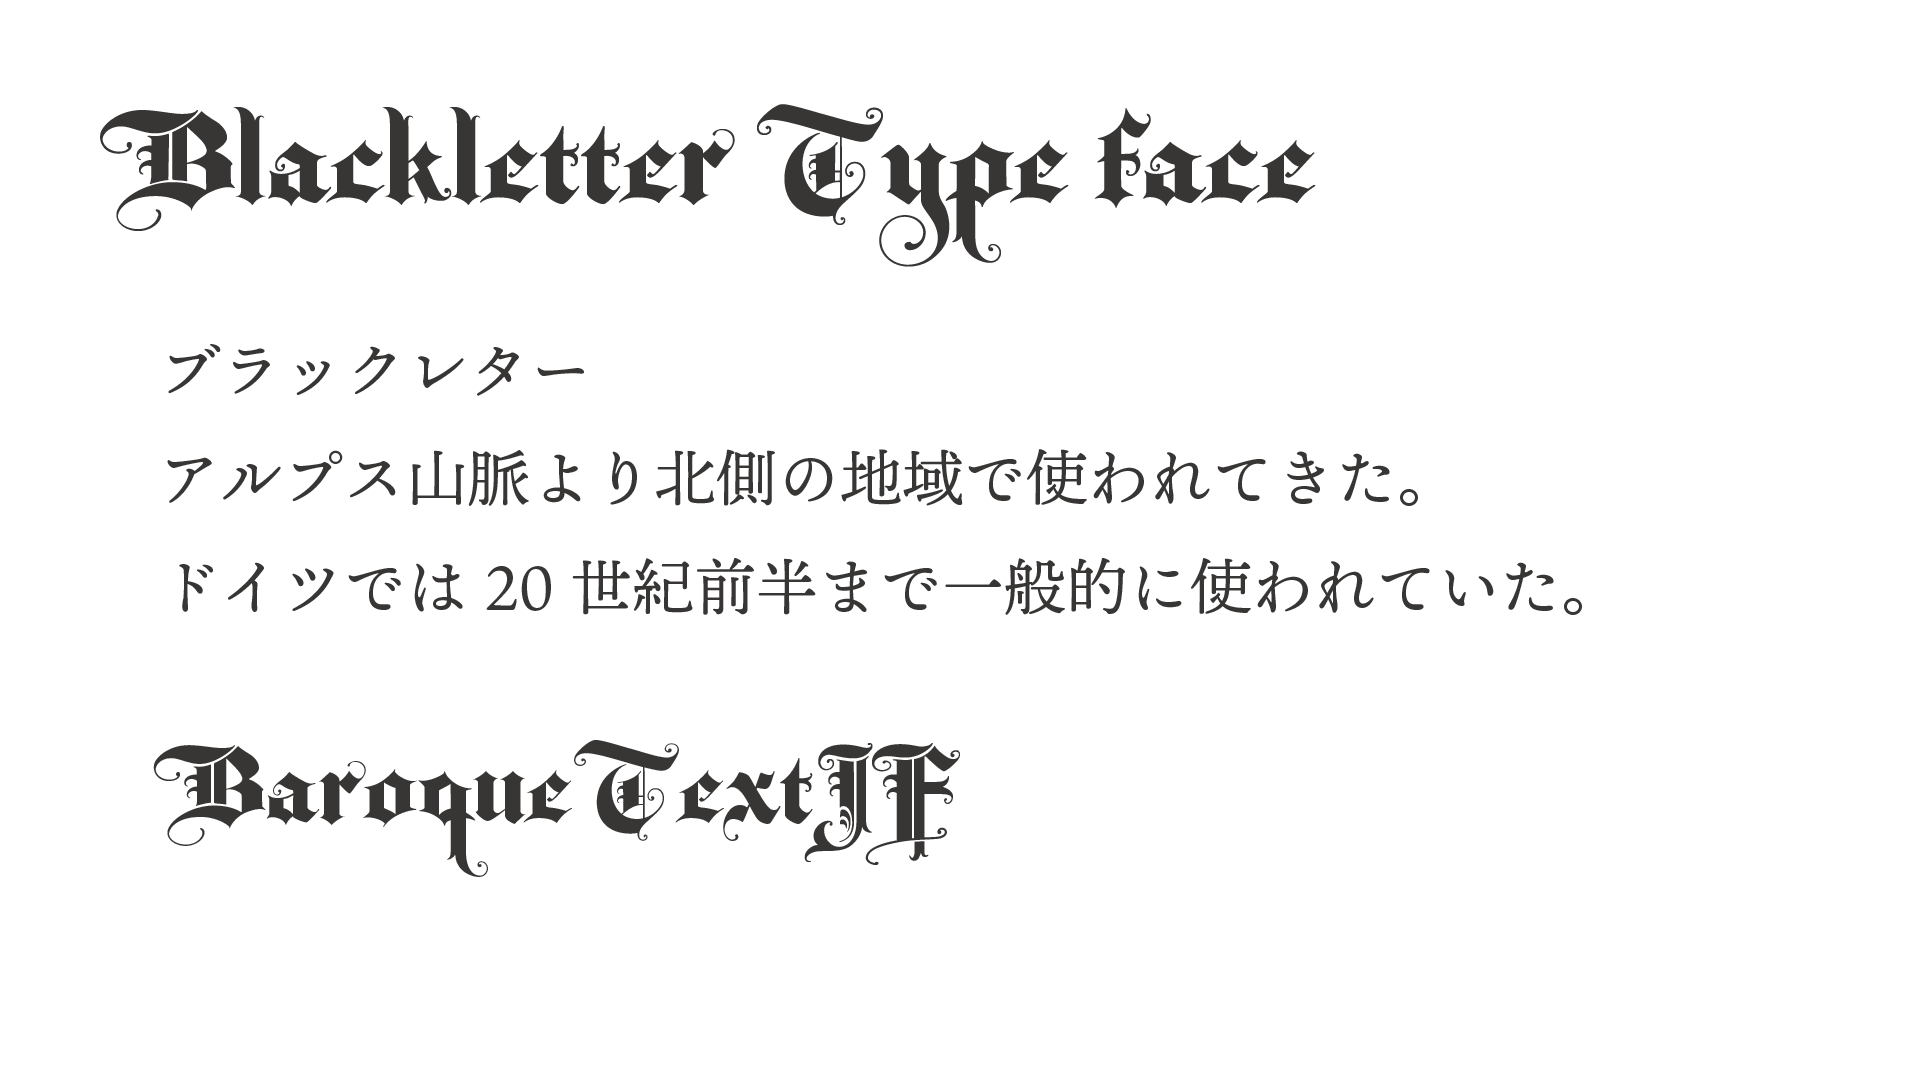 Blackletter Type face
ブラックレター
アルプス山脈より北側の地域で使われてきた。
ドイツでは 20 世紀前半まで一般的に使われていた。
BaroqueTextJF